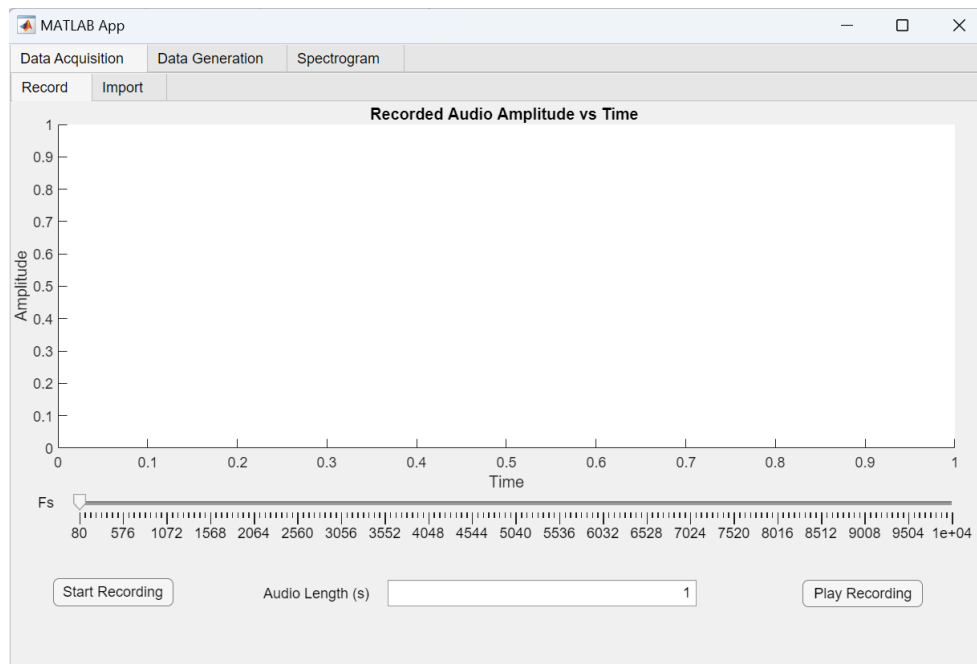 MATLAB App
Data Acquisition Data Generation Spectrogram
Record Import
Recorded Audio Amplitude vs Time
1
0.9
0.8
0.7
0.6
0.5
0.4
0.3
0.2
0.1
0
Amplitude
0 0.1 0.2 0.3 0.4 0.5 0.6 0.7 0.8 0.9 1
Time
Fs
80 576 1072 1568 2064 2560 3056 3552 4048 4544 5040 5536 6032 6528 7024 7520 8016 8512 9008 9504 1e+04
Start Recording Audio Length (s) 1 Play Recording